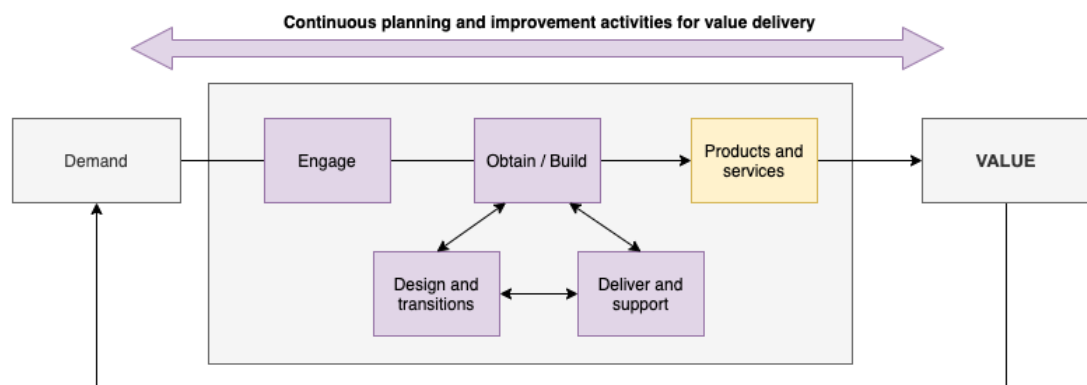 Continuous planning and improvement activities for value delivery
Demand
Engage
Obtain / Build
Products and
services
VALUE
Design and
transitions
Deliver and
support